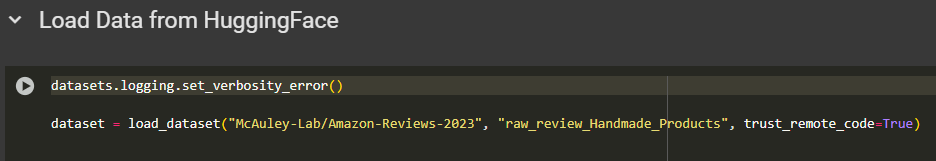 Load Data from HuggingFace
datasets.logging.set_verbosity_error()
dataset = load_dataset("McAuley-Lab/Amazon-Reviews-2023", "raw_review_Handmade_Products", trust_remote_code=True)